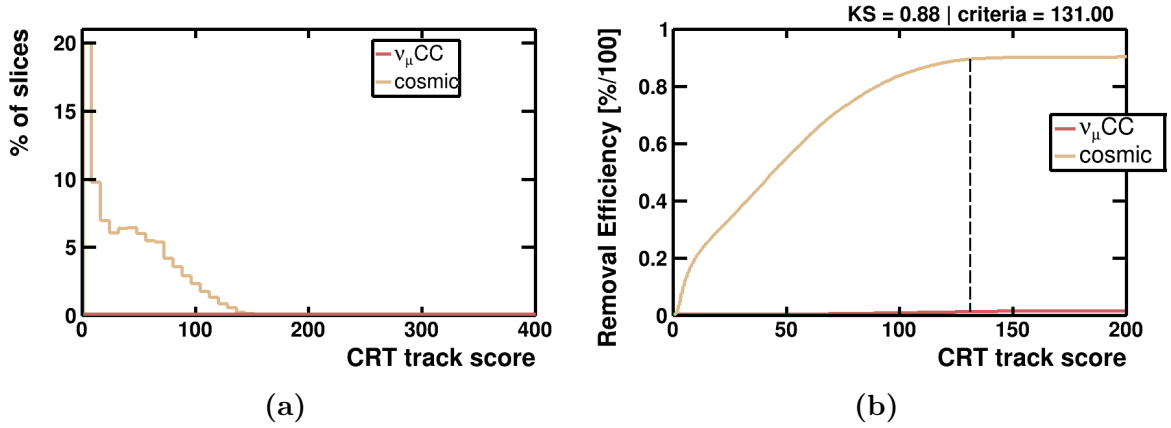 % of slices
20
15
10
5
0
0 100 200 300 400
CRT track score
νμCC
cosmic
(a)
KS = 0.88 | criteria = 131.00
Removal Efficiency [%/100]
1
0.8
0.6
0.4
0.2
0
0 50 100 150 200
CRT track score
νμCC
cosmic
(b)